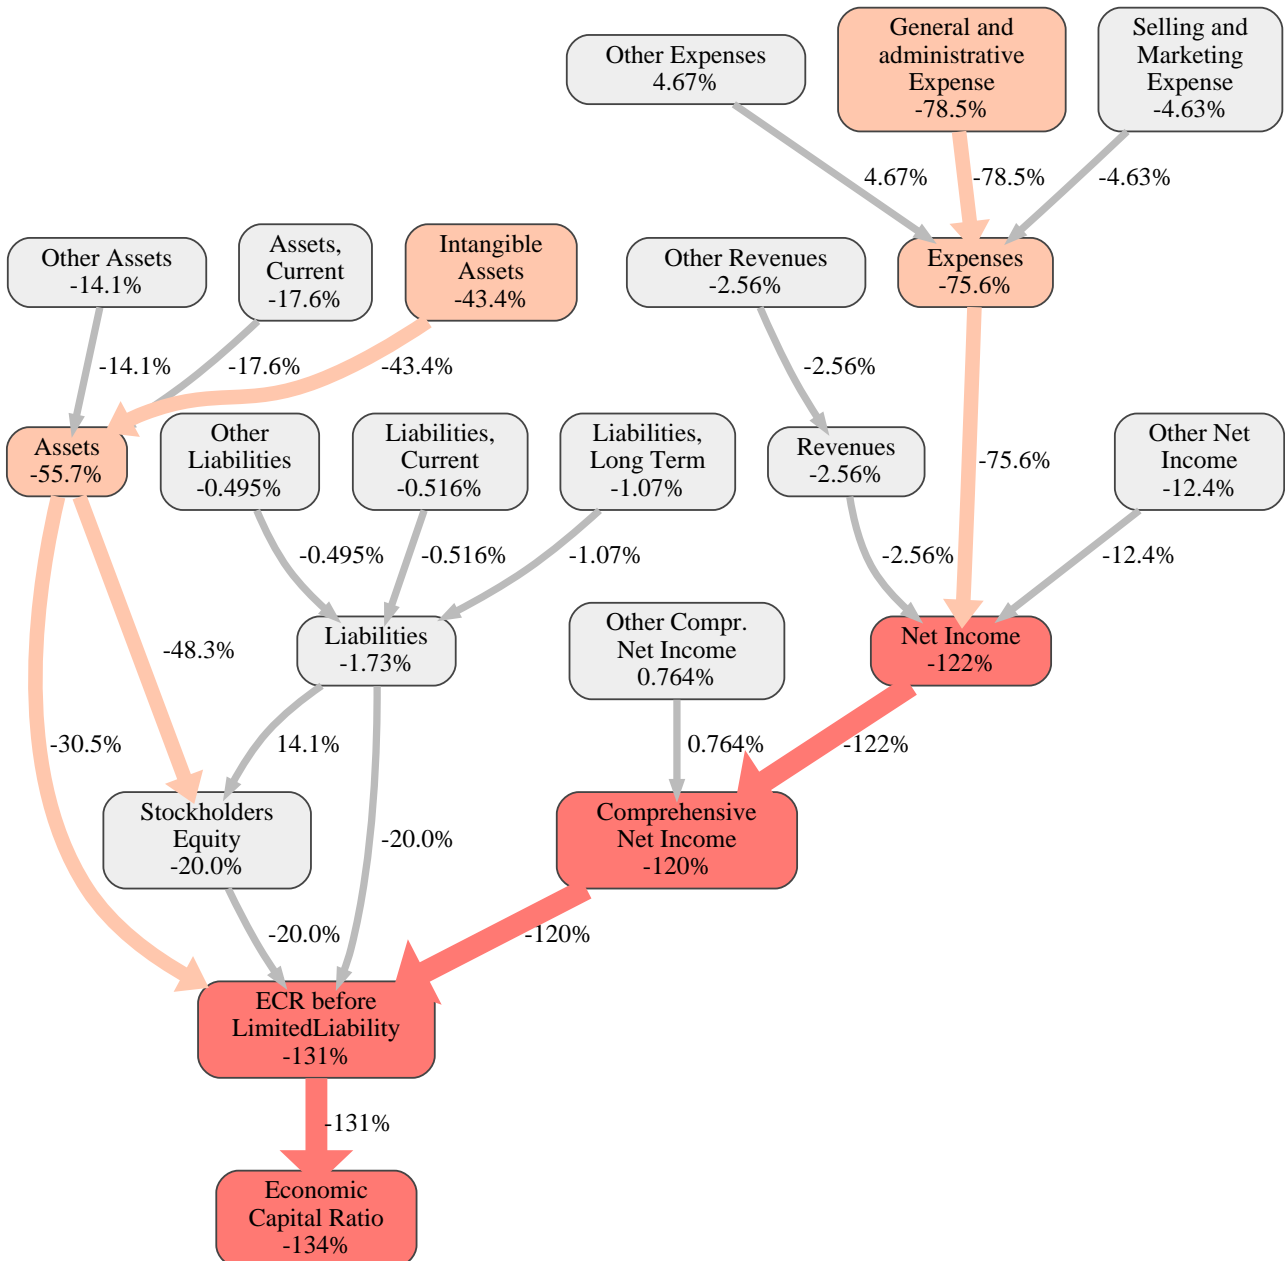 Other Expenses
4.67%
General and
administrative
Expense
-78.5%
Selling and
Marketing
Expense
-4.63%
4.67%
-78.5%
-4.63%
Other Assets
-14.1%
Assets,
Current
-17.6%
Intangible
Assets
-43.4%
Other Revenues
-2.56%
Expenses
-75.6%
-14.1%
-17.6%
-43.4%
-2.56%
Assets
-55.7%
Other
Liabilities
-0.495%
Liabilities,
Current
-0.516%
Liabilities,
Long Term
-1.07%
Revenues
-2.56%
-75.6%
Other Net
Income
-12.4%
-0.495%
-0.516%
-1.07%
-2.56%
-12.4%
-48.3%
Liabilities
-1.73%
Other Compr.
Net Income
0.764%
Net Income
-122%
-30.5%
14.1%
0.764%
-122%
Stockholders
Equity
-20.0%
-20.0%
Comprehensive
Net Income
-120%
-20.0%
-120%
ECR before
LimitedLiability
-131%
-131%
Economic
Capital Ratio
-134%